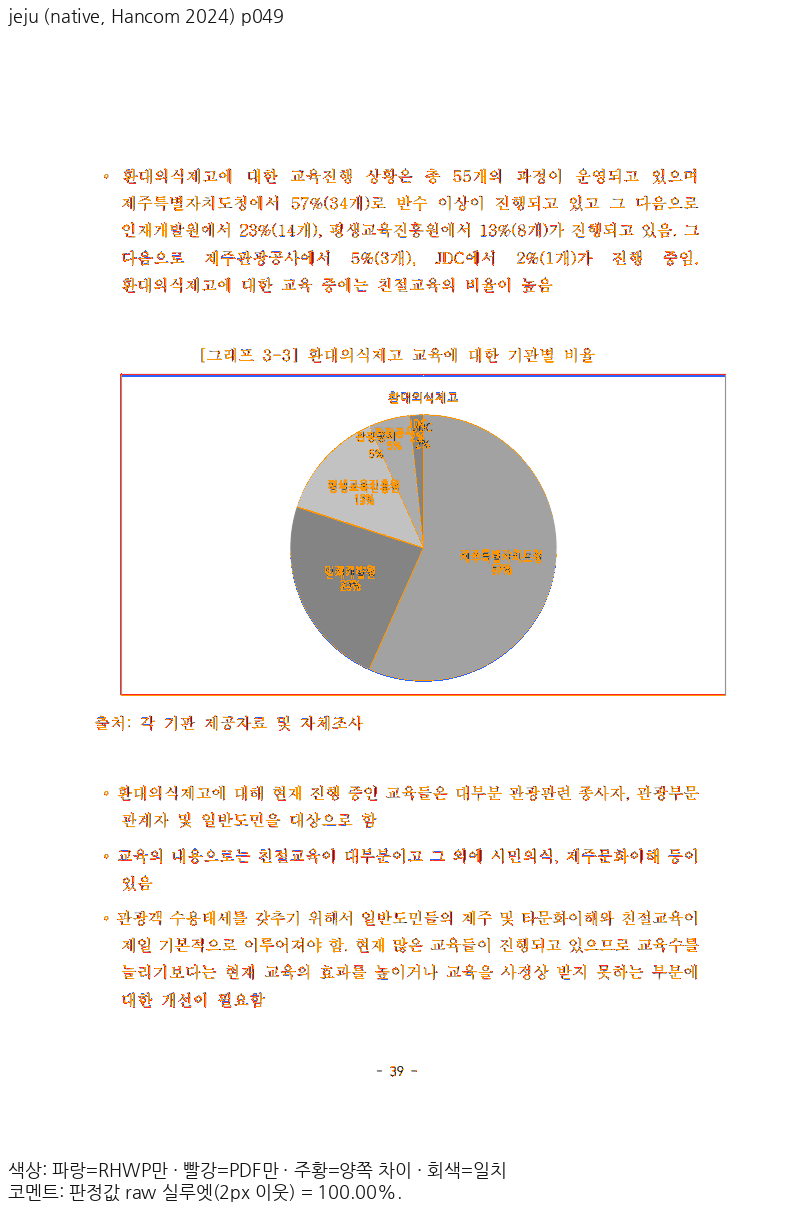 jeju (native, Hancom 2024) p049
◦ 환대의식제고에 대한 교육진행 상황은 총 55개의 과정이 운영되고 있으며
제주특별자치도청에서 57%(34개)로 반수 이상이 진행되고 있고 그 다음으로
인재개발원에서 23%(14개), 평생교육진흥원에서 13%(8개)가 진행되고 있음. 그
다음으로 제주관광공사에서 5%(3개), JDC에서 2%(1개)가 진행 중임.
환대의식제고에 대한 교육 중에는 친절교육의 비율이 높음
[그래프 3-3] 환대의식제고 교육에 대한 기관별 비율
환대의식제고
5%
0%
평생교육진흥원
13%
제주특별자치도청
57%
인재개발원
23%
출처: 각 기관 제공자료 및 자체조사
◦ 환대의식제고에 대해 현재 진행 중인 교육들은 대부분 관광관련 종사자, 관광부문
관계자 및 일반도민을 대상으로 함
◦ 교육의 내용으로는 친절교육이 대부분이고 그 외에 시민의식, 제주문화이해 등이
있음
◦ 관광객 수용태세를 갖추기 위해서 일반도민들의 제주 및 타문화이해와 친절교육이
제일 기본적으로 이루어져야 함. 현재 많은 교육들이 진행되고 있으므로 교육수를
늘리기보다는 현재 교육의 효과를 높이거나 교육을 사정상 받지 못하는 부분에
대한 개선이 필요함
- 39 -
색상: 파랑=RHWP만 · 빨강=PDF만 · 주황=양쪽 차이 · 회색=일치
코멘트: 판정값 raw 실루엣(2px 이웃) = 100.00%.